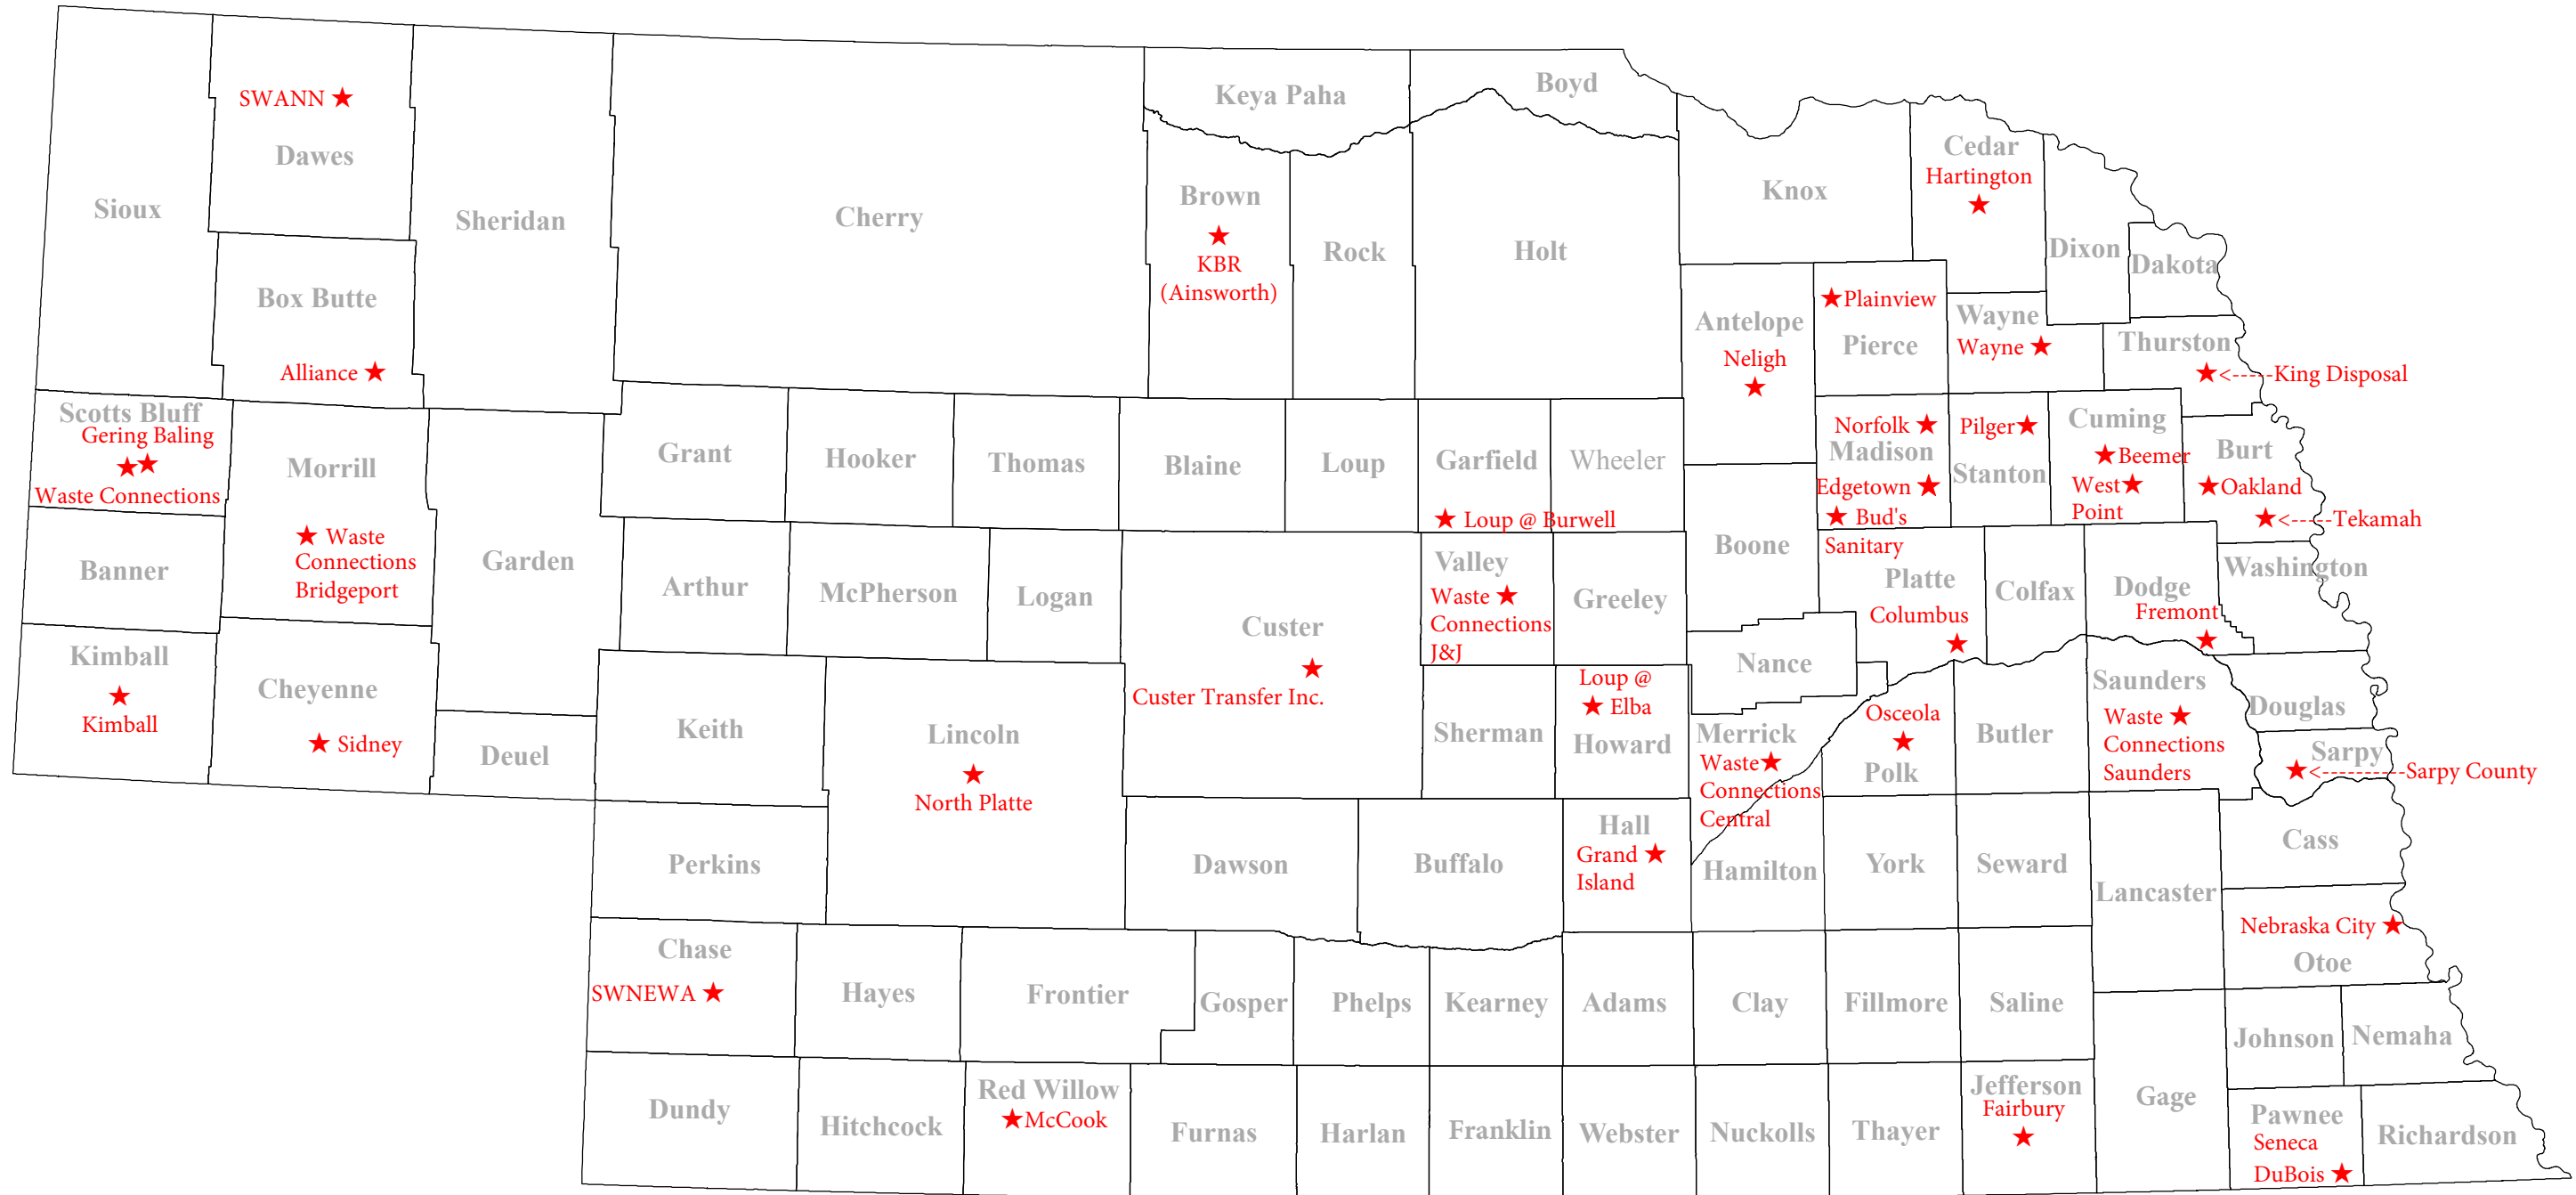 SWANN
Dawes
Sioux
Sheridan
Cherry
Keya Paha
Boyd
Brown
KBR
(Ainsworth)
Rock
Holt
Knox
Cedar
Hartington
Dixon
Dakota
Box Butte
Alliance
Antelope
Neligh
Plainview
Pierce
Wayne
Wayne
Thurston
<-----King Disposal
Scotts Bluff
Gering Baling
Waste Connections
Morrill
Waste
Connections
Bridgeport
Garden
Grant
Hooker
Thomas
Blaine
Loup
Garfield
Loup @ Burwell
Wheeler
Norfolk
Madison
Edgetown
Bud's
Sanitary
Pilger
Stanton
Cuming
Beemer
West
Point
Burt
Oakland
<-----Tekamah
Banner
Arthur
McPherson
Logan
Custer
Custer Transfer Inc.
Valley
Waste
Connections
J&J
Greeley
Boone
Platte
Columbus
Colfax
Dodge
Fremont
Washington
Kimball
Kimball
Cheyenne
Sidney
Deuel
Keith
Lincoln
North Platte
Sherman
Loup @
Elba
Howard
Nance
Merrick
Waste
Connections
Central
Osceola
Polk
Butler
Saunders
Waste
Connections
Saunders
Douglas
Sarpy
<----------Sarpy County
Perkins
Dawson
Buffalo
Hall
Grand
Island
Hamilton
York
Seward
Lancaster
Cass
Nebraska City
Otoe
Chase
SWNEWA
Hayes
Frontier
Gosper
Phelps
Kearney
Adams
Clay
Fillmore
Saline
Johnson
Nemaha
Dundy
Hitchcock
Red Willow
McCook
Furnas
Harlan
Franklin
Webster
Nuckolls
Thayer
Jefferson
Fairbury
Gage
Pawnee
Seneca
DuBois
Richardson